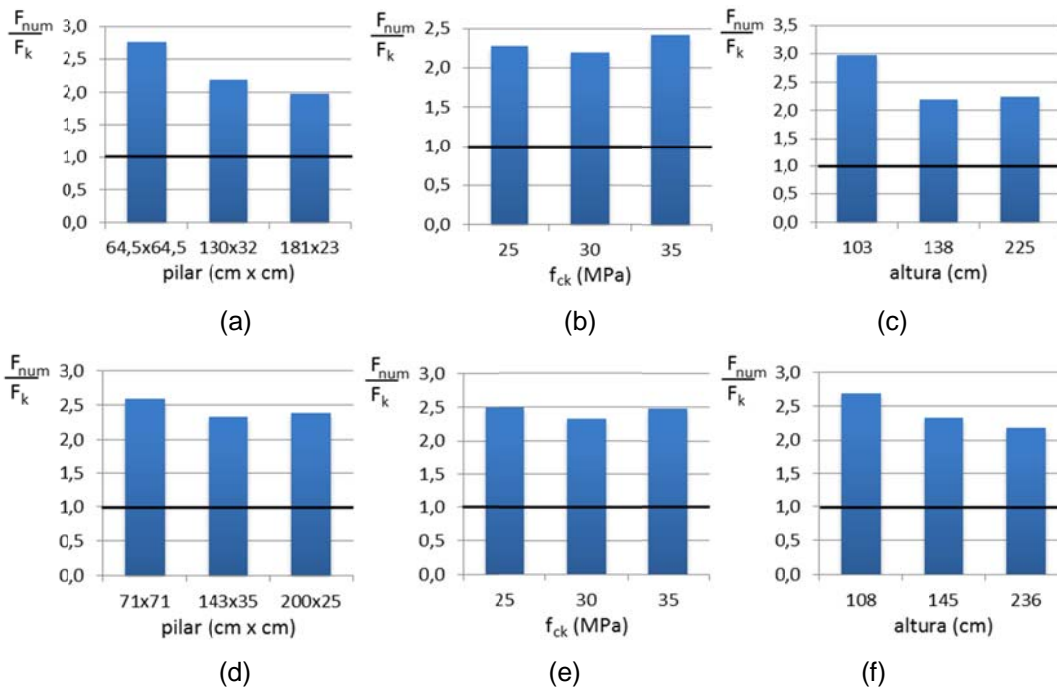 F_num/F_k
3,0
2,5
2,0
1,5
1,0
0,5
0,0
64,5x64,5 130x32 181x23
pilar (cm x cm)
(a)
F_num/F_k
2,5
2,0
1,5
1,0
0,5
0,0
25 30 35
f_ck (MPa)
(b)
F_num/F_k
3,5
3,0
2,5
2,0
1,5
1,0
0,5
0,0
103 138 225
altura (cm)
(c)
F_num/F_k
3,0
2,5
2,0
1,5
1,0
0,5
0,0
71x71 143x35 200x25
pilar (cm x cm)
(d)
F_num/F_k
3,0
2,5
2,0
1,5
1,0
0,5
0,0
25 30 35
f_ck (MPa)
(e)
F_num/F_k
3,0
2,5
2,0
1,5
1,0
0,5
0,0
108 145 236
altura (cm)
(f)